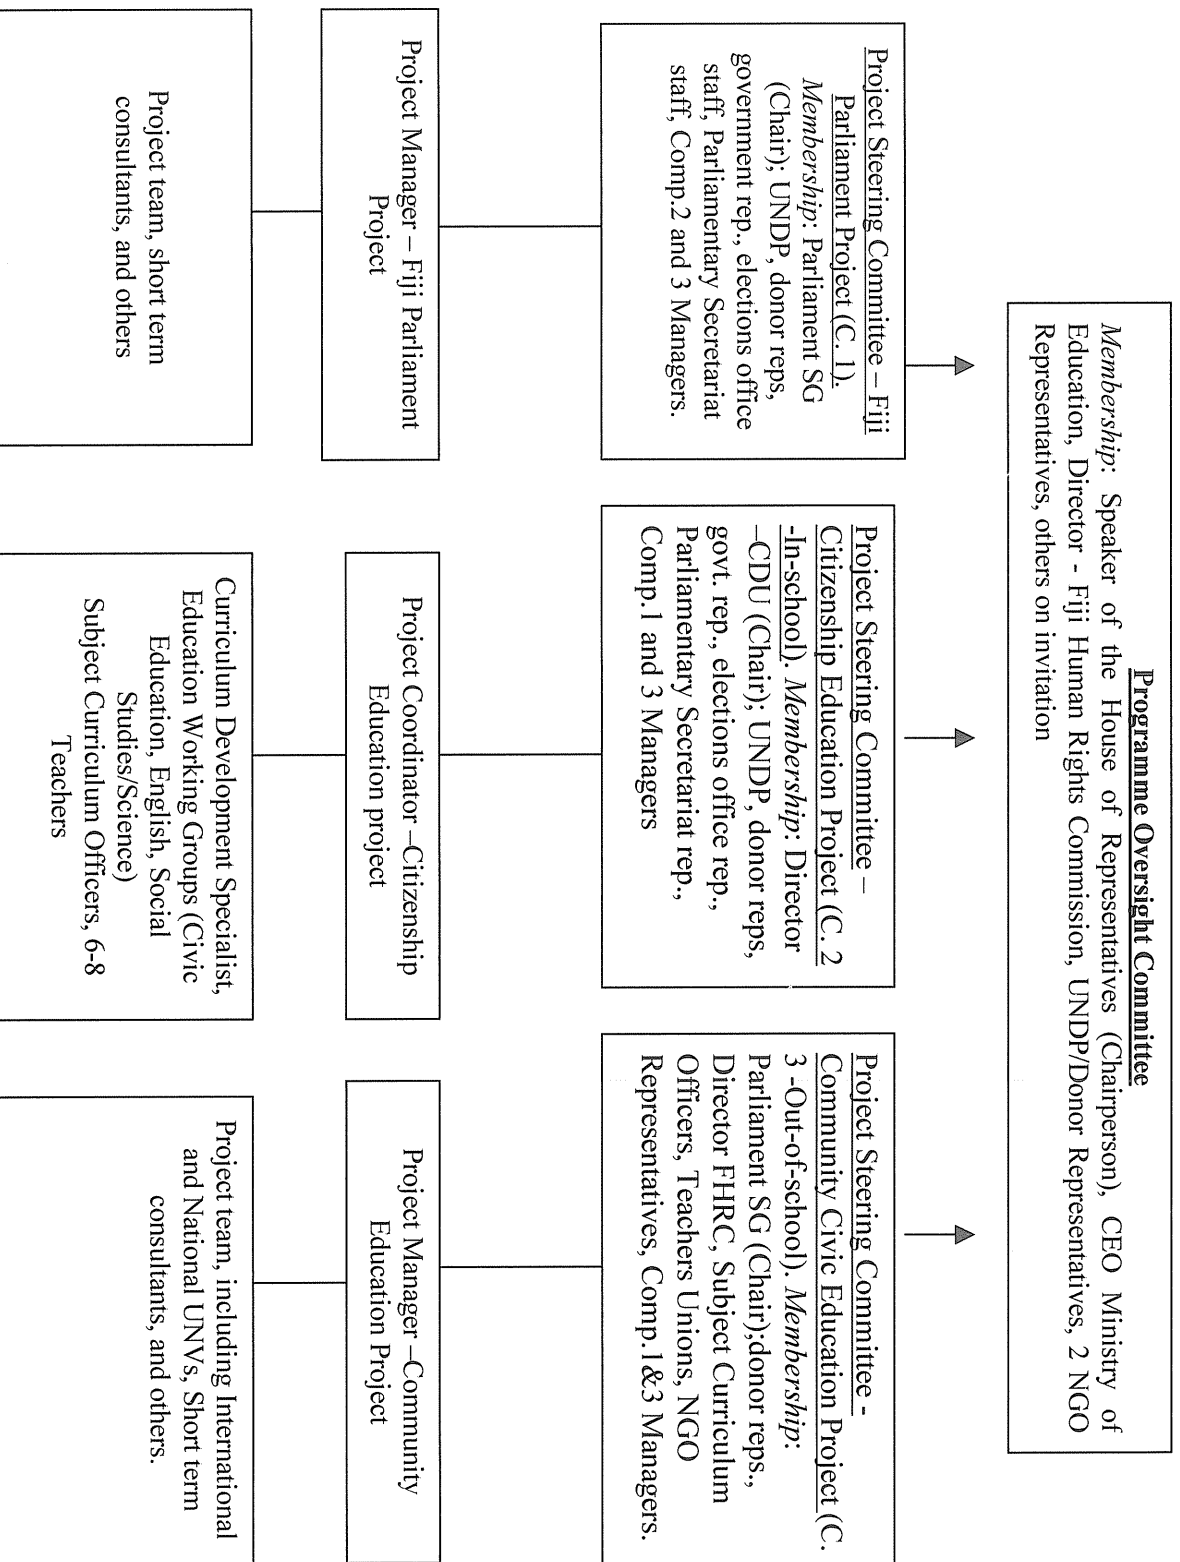 Programme Oversight Committee
Membership: Speaker of the House of Representatives (Chairperson), CEO Ministry of
Education, Director - Fiji Human Rights Commission, UNDP/Donor Representatives, 2 NGO
Representatives, others on invitation
Project Steering Committee – Fiji
Parliament Project (C. 1).
Membership: Parliament SG
(Chair); UNDP, donor reps,
government rep., elections office
staff, Parliamentary Secretariat
staff, Comp.2 and 3 Managers.
Project Steering Committee –
Citizenship Education Project (C. 2
-In-school). Membership: Director
–CDU (Chair); UNDP, donor reps,
govt. rep., elections office rep.,
Parliamentary Secretariat rep.,
Comp.1 and 3 Managers
Project Steering Committee -
Community Civic Education Project (C.
3 -Out-of-school). Membership:
Parliament SG (Chair);donor reps.,
Director FHRC, Subject Curriculum
Officers, Teachers Unions, NGO
Representatives, Comp.1&3 Managers.
Project Manager – Fiji Parliament
Project
Project Coordinator –Citizenship
Education project
Project Manager –Community
Education Project
Project team, short term
consultants, and others
Curriculum Development Specialist,
Education Working Groups (Civic
Education, English, Social
Studies/Science)
Subject Curriculum Officers, 6-8
Teachers
Project team, including International
and National UNVs, Short term
consultants, and others.